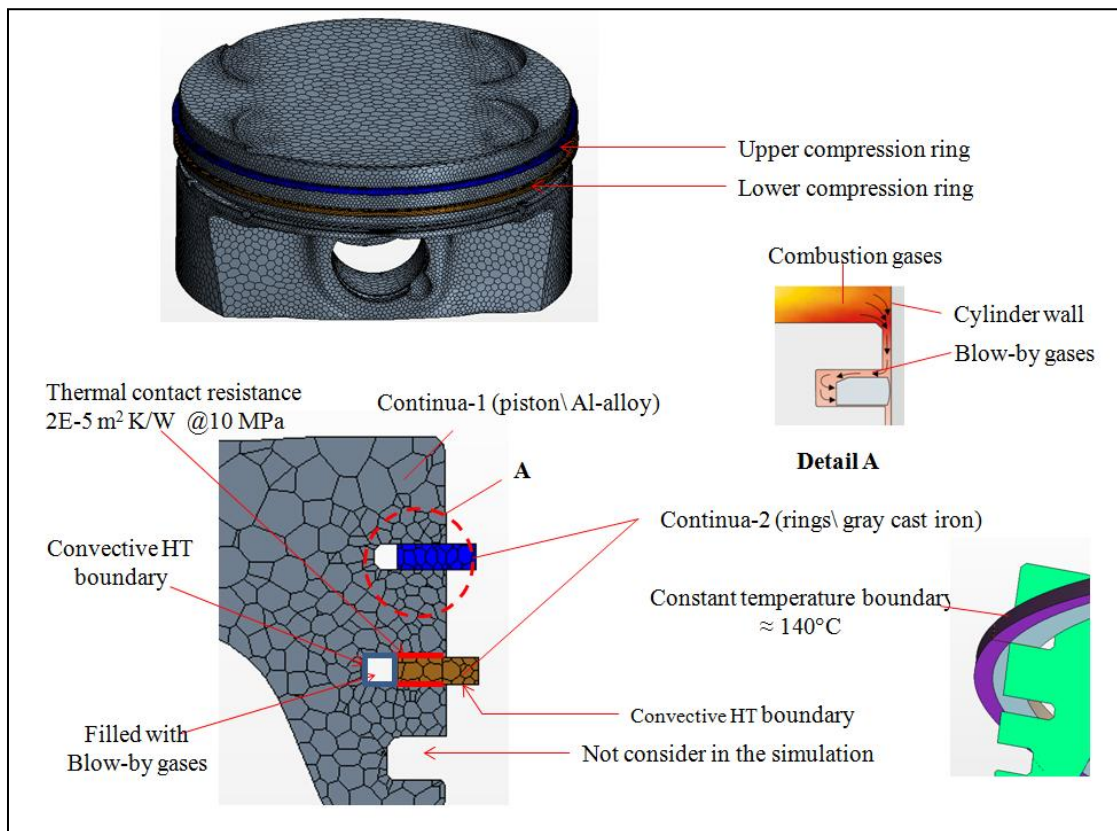 Upper compression ring
Lower compression ring
Combustion gases
Cylinder wall
Blow-by gases
Detail A
Thermal contact resistance
2E-5 m² K/W @10 MPa
Continua-1 (piston\ Al-alloy)
A
Continua-2 (rings\ gray cast iron)
Convective HT
boundary
Constant temperature boundary
≈ 140°C
Convective HT boundary
Filled with
Blow-by gases
Not consider in the simulation